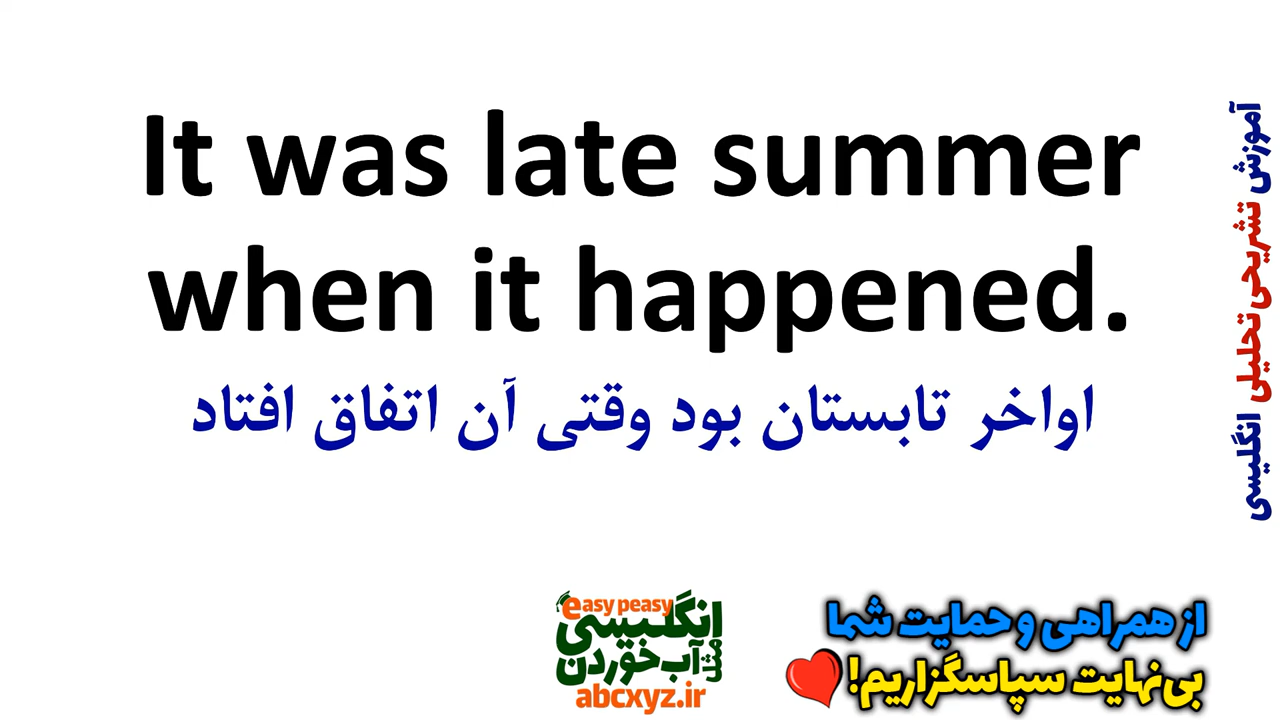 It was late summer
when it happened.
اواخر تابستان بود وقتی آن اتفاق افتاد
آموزش تشریحی تحلیلی انگلیسی
easy peasy
انگلیسی
مثل آب خوردن
abcxyz.ir
از همراهی و حمایت شما
بی‌نهایت سپاسگزاریم!